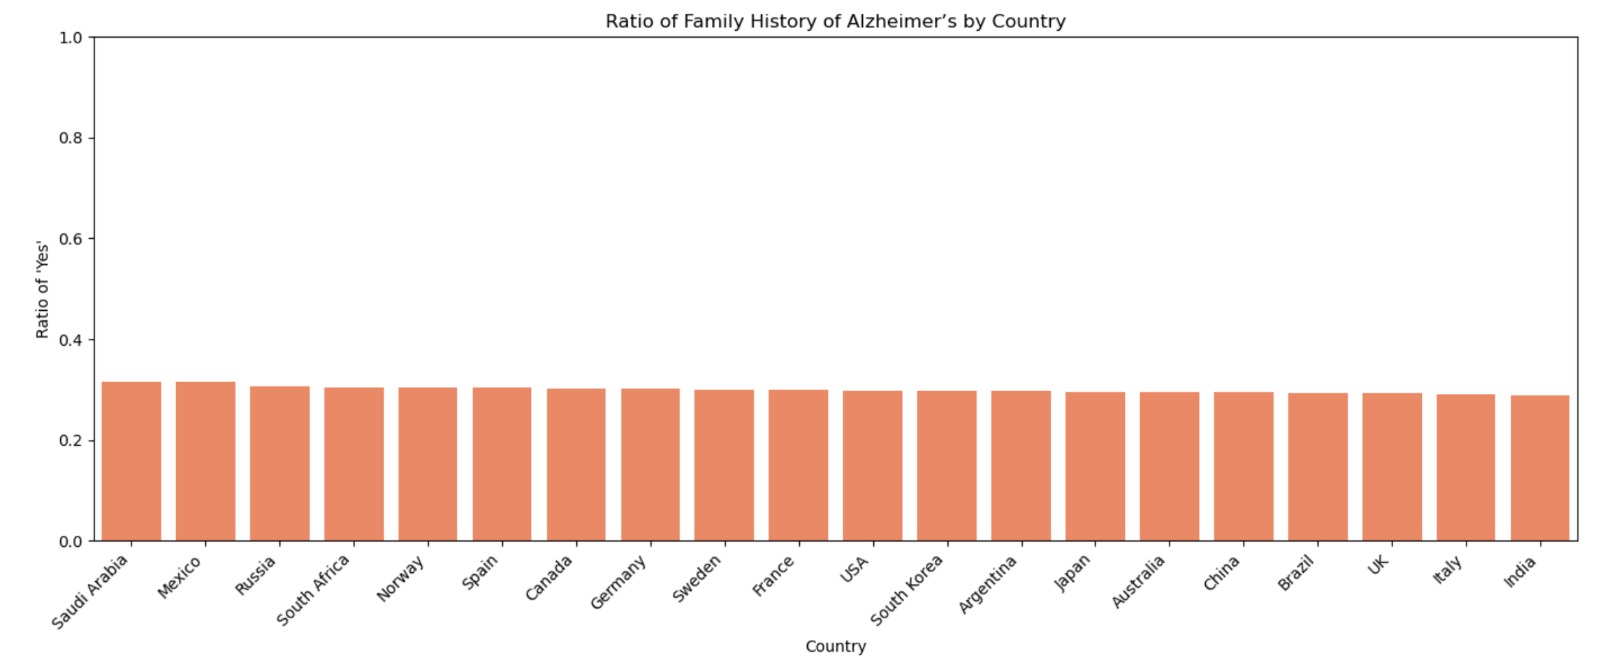 Ratio of Family History of Alzheimer’s by Country
1.0
0.8
0.6
0.4
0.2
0.0
Ratio of 'Yes'
Saudi Arabia
Mexico
Russia
South Africa
Norway
Spain
Canada
Germany
Sweden
France
USA
South Korea
Argentina
Japan
Australia
China
Brazil
UK
Italy
India
Country